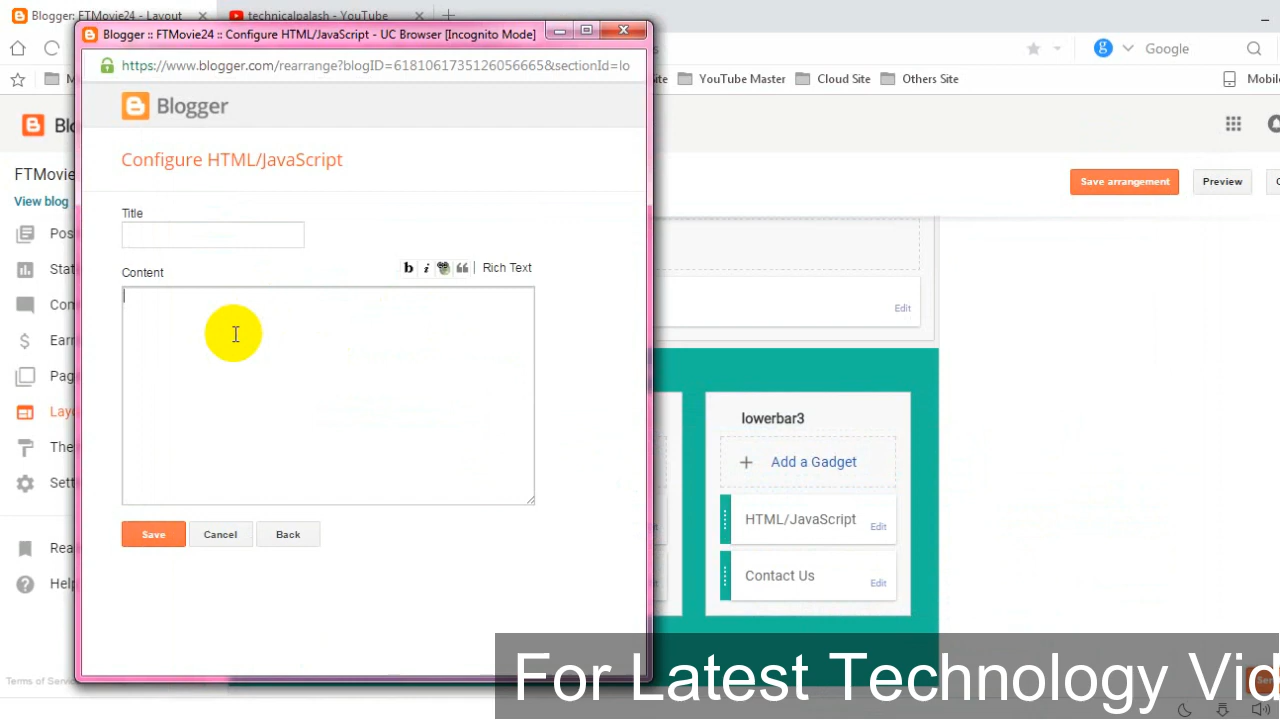 Blogger: FTMovie24 - Layout
technicalpalash - YouTube
Blogger :: FTMovie24 :: Configure HTML/JavaScript - UC Browser [Incognito Mode]
https://www.blogger.com/rearrange?blogID=6181061735126056665&sectionId=lo
Google
YouTube Master
Cloud Site
Others Site
Blogger
Configure HTML/JavaScript
FTMovie
View blog
Save arrangement
Preview
Title
Content
b i Rich Text
Edit
lowerbar3
Add a Gadget
HTML/JavaScript
Edit
Contact Us
Edit
Save
Cancel
Back
Terms of Servic
For Latest Technology Vid